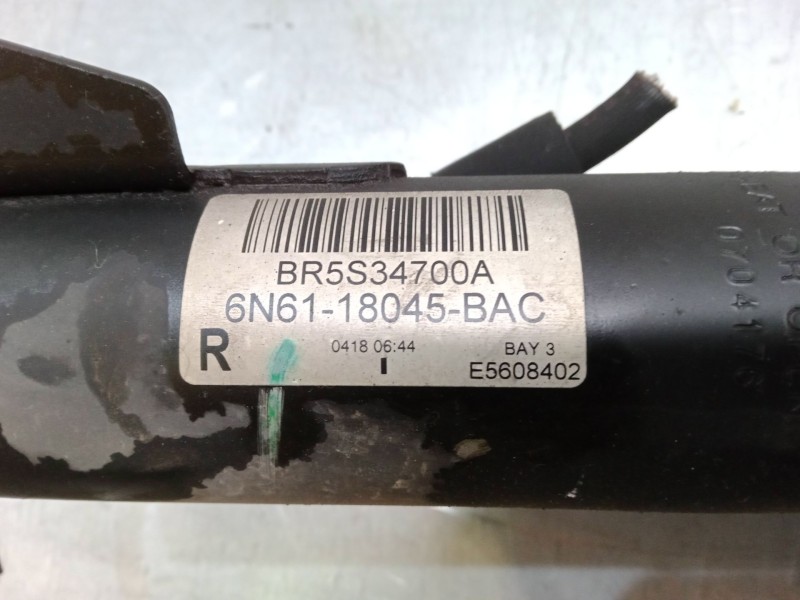 BR5S34700A
6N61-18045-BAC
R
0418 06:44
BAY 3
I
E5608402